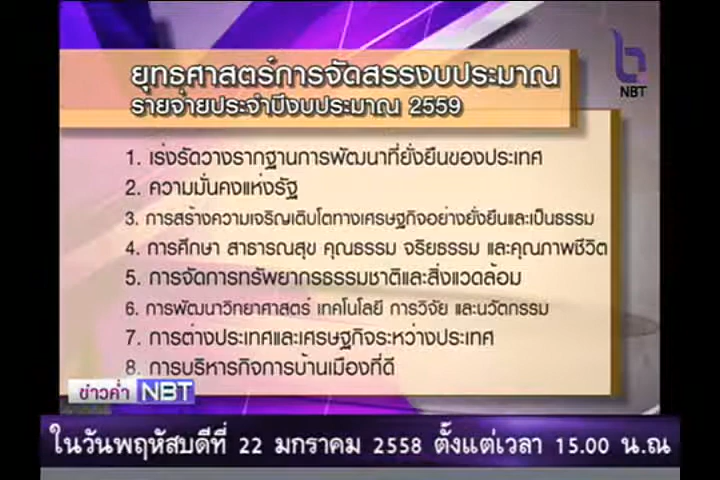 ยุทธศาสตร์การจัดสรรงบประมาณ
รายจ่ายประจำปีงบประมาณ 2559
NBT
1. เร่งรัดวางรากฐานการพัฒนาที่ยั่งยืนของประเทศ
2. ความมั่นคงแห่งรัฐ
3. การสร้างความเจริญเติบโตทางเศรษฐกิจอย่างยั่งยืนและเป็นธรรม
4. การศึกษา สาธารณสุข คุณธรรม จริยธรรม และคุณภาพชีวิต
5. การจัดการทรัพยากรธรรมชาติและสิ่งแวดล้อม
6. การพัฒนาวิทยาศาสตร์ เทคโนโลยี การวิจัย และนวัตกรรม
7. การต่างประเทศและเศรษฐกิจระหว่างประเทศ
8. การบริหารกิจการบ้านเมืองที่ดี
ข่าวค่ำ NBT
ในวันพฤหัสบดีที่ 22 มกราคม 2558 ตั้งแต่เวลา 15.00 น.ณ